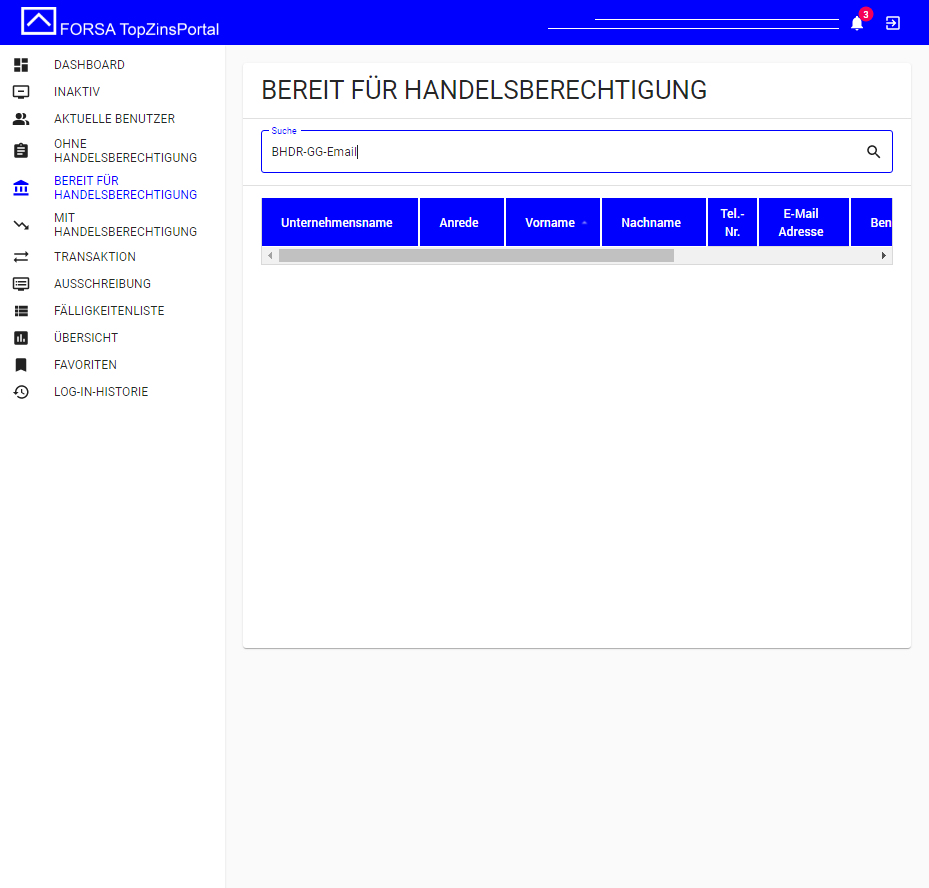 FORSA TopZinsPortal
3
DASHBOARD
INAKTIV
AKTUELLE BENUTZER
OHNE
HANDELSBERECHTIGUNG
BEREIT FÜR
HANDELSBERECHTIGUNG
MIT
HANDELSBERECHTIGUNG
TRANSAKTION
AUSSCHREIBUNG
FÄLLIGKEITENLISTE
ÜBERSICHT
FAVORITEN
LOG-IN-HISTORIE
BEREIT FÜR HANDELSBERECHTIGUNG
Suche
BHDR-GG-Email
Unternehmensname
Anrede
Vorname
Nachname
Tel.-
Nr.
E-Mail
Adresse
Ben